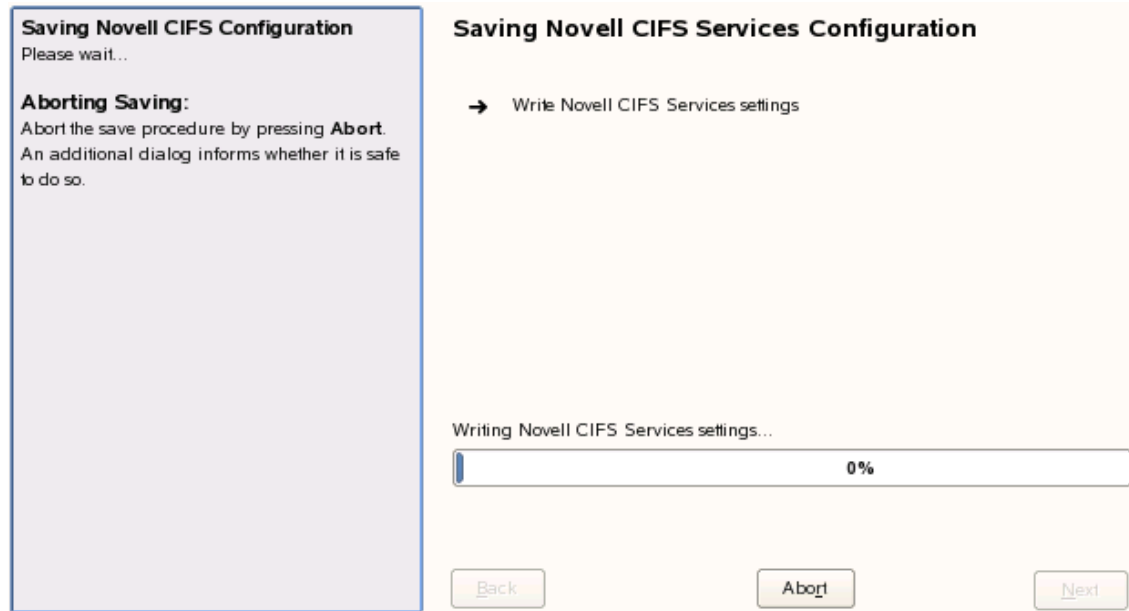 Saving Novell CIFS Configuration
Please wait...
Aborting Saving:
Abort the save procedure by pressing Abort.
An additional dialog informs whether it is safe
to do so.
Saving Novell CIFS Services Configuration
➔ Write Novell CIFS Services settings
Writing Novell CIFS Services settings...
0%
Back
Abort
Next